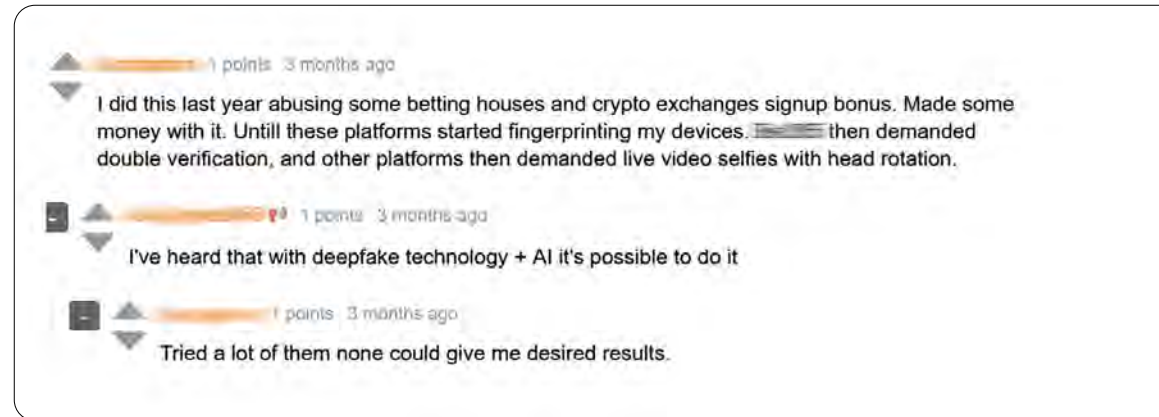 1 points 3 months ago
I did this last year abusing some betting houses and crypto exchanges signup bonus. Made some
money with it. Untill these platforms started fingerprinting my devices. then demanded
double verification, and other platforms then demanded live video selfies with head rotation.
1 points 3 months ago
I've heard that with deepfake technology + AI it's possible to do it
1 points 3 months ago
Tried a lot of them none could give me desired results.